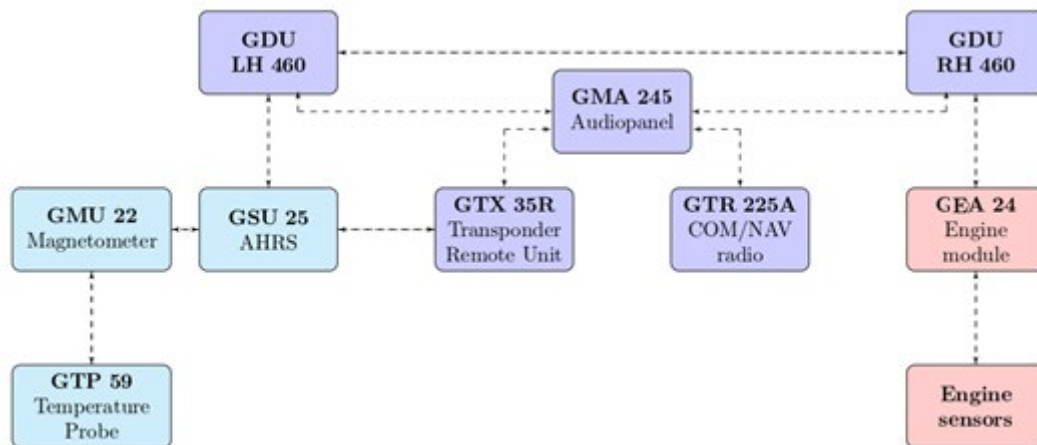 GDU
LH 460
GDU
RH 460
GMA 245
Audiopanel
GMU 22
Magnetometer
GSU 25
AHRS
GTX 35R
Transponder
Remote Unit
GTR 225A
COM/NAV
radio
GEA 24
Engine
module
GTP 59
Temperature
Probe
Engine
sensors